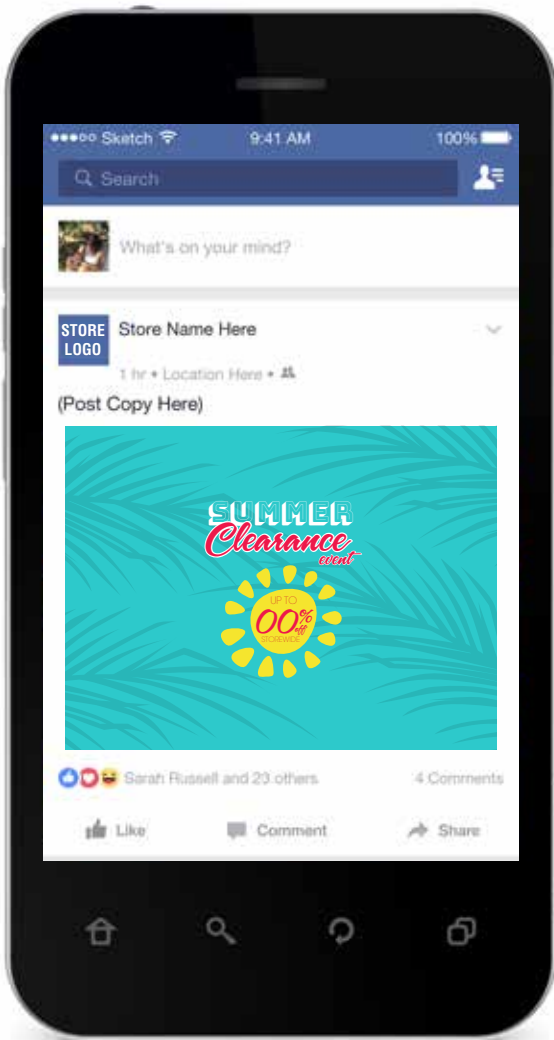 Sketch 9:41 AM 100%
Search
What's on your mind?
STORE LOGO
Store Name Here
1 hr • Location Here •
(Post Copy Here)
SUMMER
Clearance
event
UP TO
00% off
STOREWIDE
Sarah Russell and 23 others 4 Comments
Like Comment Share